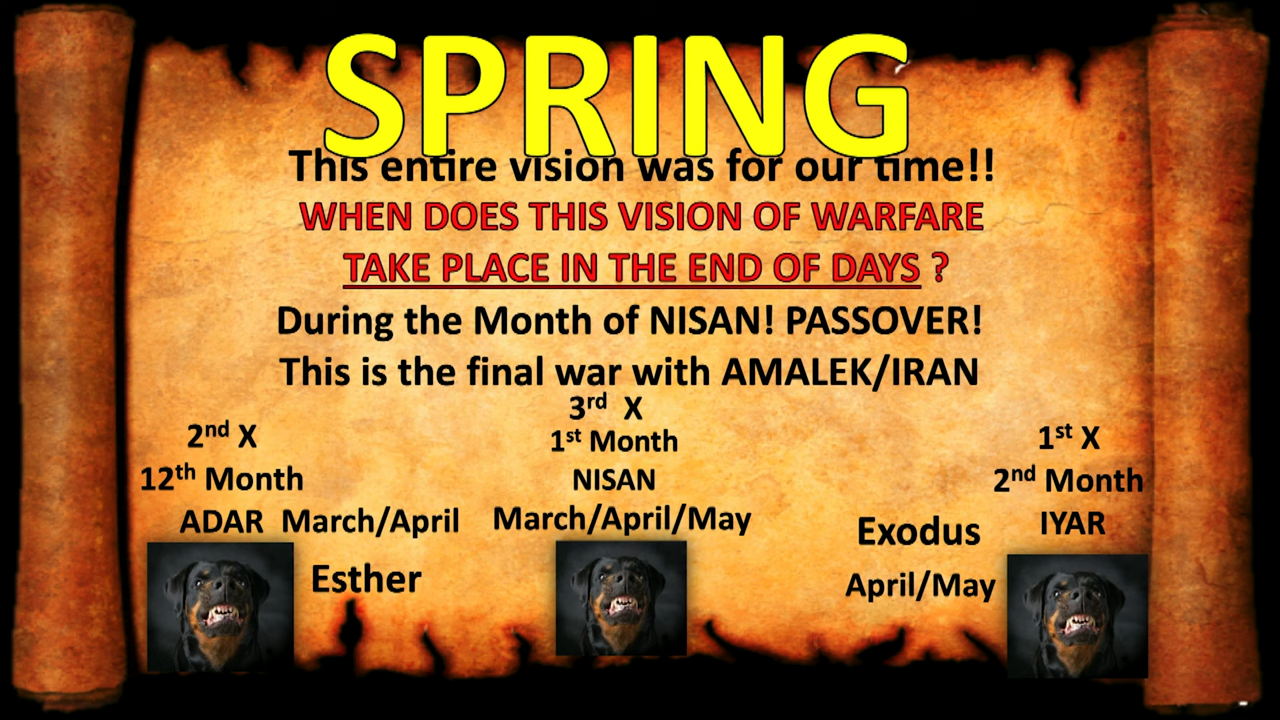 SPRING
This entire vision was for our time!!
WHEN DOES THIS VISION OF WARFARE
TAKE PLACE IN THE END OF DAYS ?
During the Month of NISAN! PASSOVER!
This is the final war with AMALEK/IRAN
2nd X
12th Month
ADAR March/April
Esther
3rd X
1st Month
NISAN
March/April/May
Exodus
April/May
1st X
2nd Month
IYAR